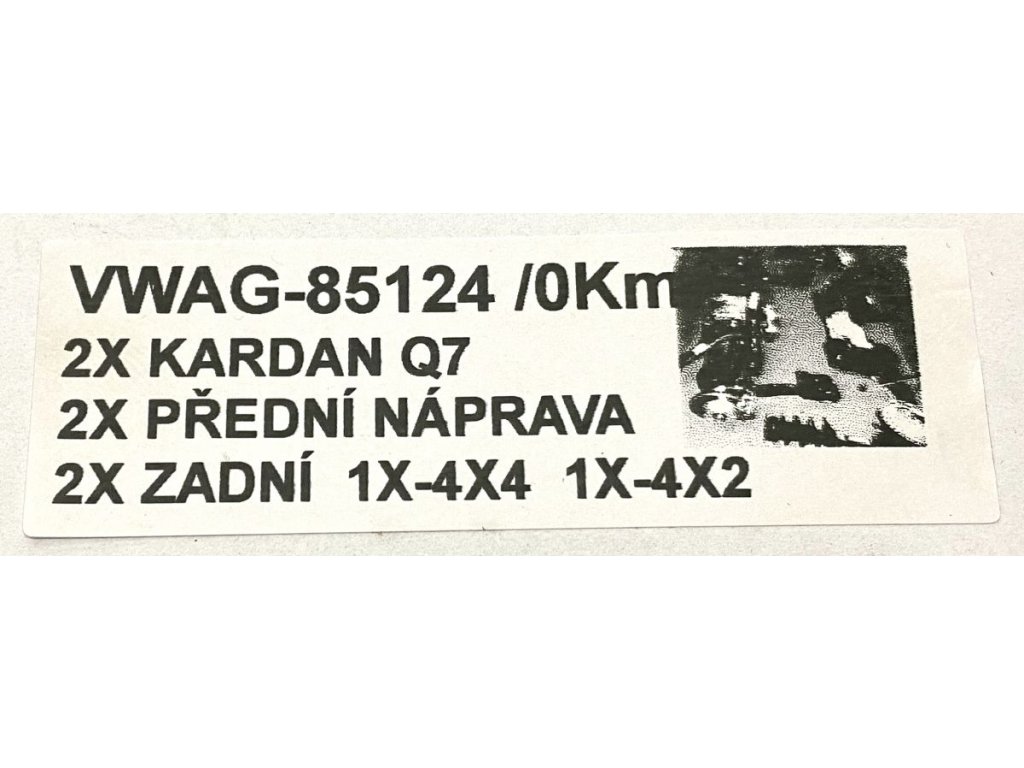 VWAG-85124 /0Km
2X KARDAN Q7
2X PŘEDNÍ NÁPRAVA
2X ZADNÍ 1X-4X4 1X-4X2